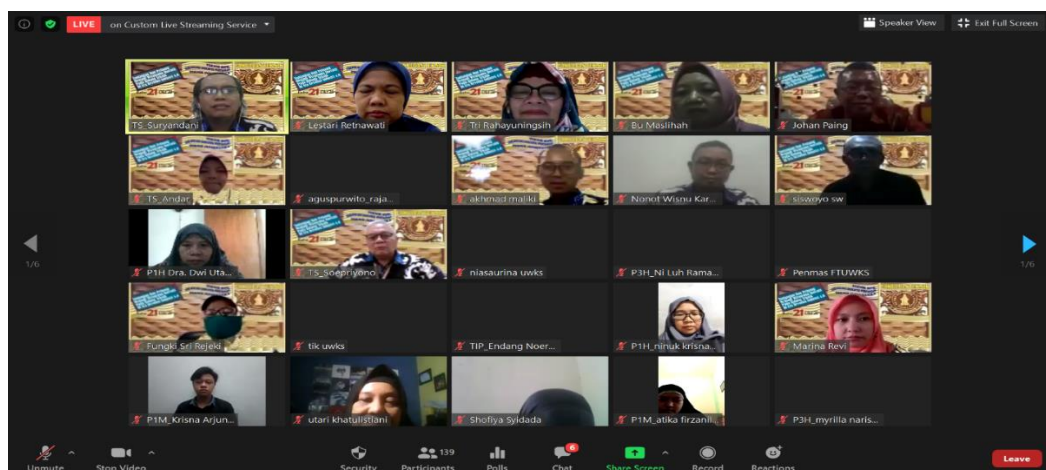 LIVE on Custom Live Streaming Service
Speaker View
Exit Full Screen
TS_Suryandani
Lestari Retnawati
Tri Rahayuningsih
Bu Maslihah
Johan Paing
TS_Andar
aguspurwito_raja...
akhmad maliki
Nonot Wisnu Kar...
siswoyo sw
P1H Dra. Dwi Uta...
TS_Soepriyono
niasaurina uwks
P3H_Ni Luh Rama...
Penmas FTUWKS
Fungki Sri Rejeki
tik uwks
TIP_Endang Noer...
P1H_ninuk krisna...
Marina Revi
P1M_Krisna Arjun...
utari khatulistiani
Shofiya Syidada
P1M_atika firzanil...
P3H_myrilla naris...
1/6
1/6
Unmute
Stop Video
Security
Participants
139
Polls
Chat
6
Share Screen
Record
Reactions
Leave